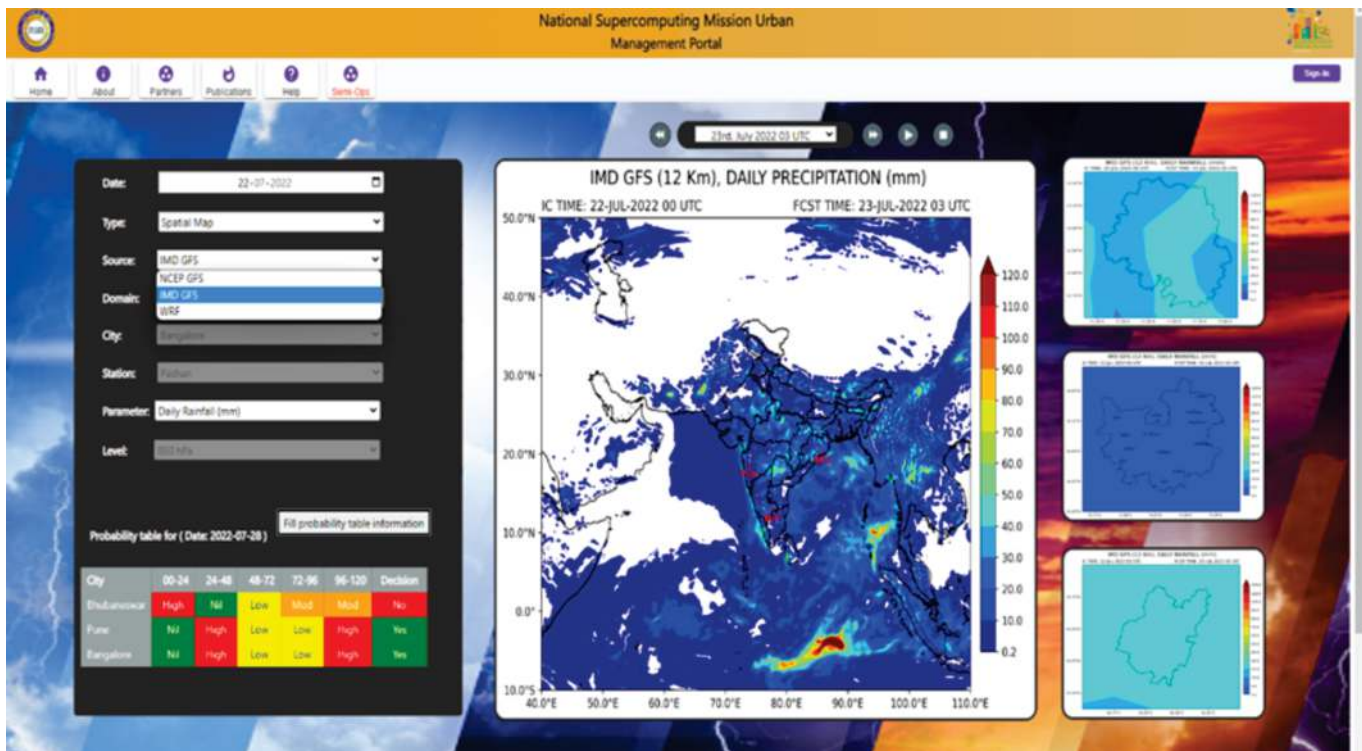 National Supercomputing Mission Urban
Management Portal
Home
About
Partners
Publications
Help
Semi-Ops
Sign-In
23rd, July 2022 03 UTC
Date:
22-07-2022
Type:
Spatial Map
Source:
IMD GFS
NCEP GFS
IMD GFS
WRF
Domain:
City:
Bangalore
Station:
Parameter:
Daily Rainfall (mm)
Level:
Fill probability table information
Probability table for ( Date: 2022-07-28 )
City 00-24 24-48 48-72 72-96 96-120 Decision
Bhubaneswar High Nil Low Mod Mod No
Pune Nil High Low Low High Yes
Bangalore Nil High Low Low High Yes
IMD GFS (12 Km), DAILY PRECIPITATION (mm)
IC TIME: 22-JUL-2022 00 UTC FCST TIME: 23-JUL-2022 03 UTC
50.0°N
40.0°N
30.0°N
20.0°N
10.0°N
0.0°
10.0°S
40.0°E 50.0°E 60.0°E 70.0°E 80.0°E 90.0°E 100.0°E 110.0°E
120.0
110.0
100.0
90.0
80.0
70.0
60.0
50.0
40.0
30.0
20.0
10.0
0.2